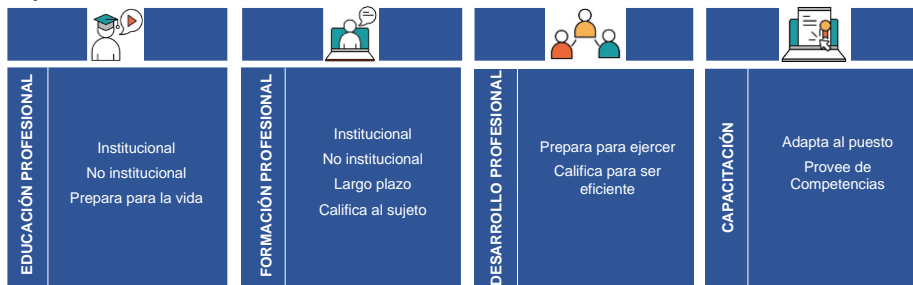 EDUCACIÓN PROFESIONAL
Institucional
No institucional
Prepara para la vida
FORMACIÓN PROFESIONAL
Institucional
No institucional
Largo plazo
Califica al sujeto
DESARROLLO PROFESIONAL
Prepara para ejercer
Califica para ser
eficiente
CAPACITACIÓN
Adapta al puesto
Provee de
Competencias